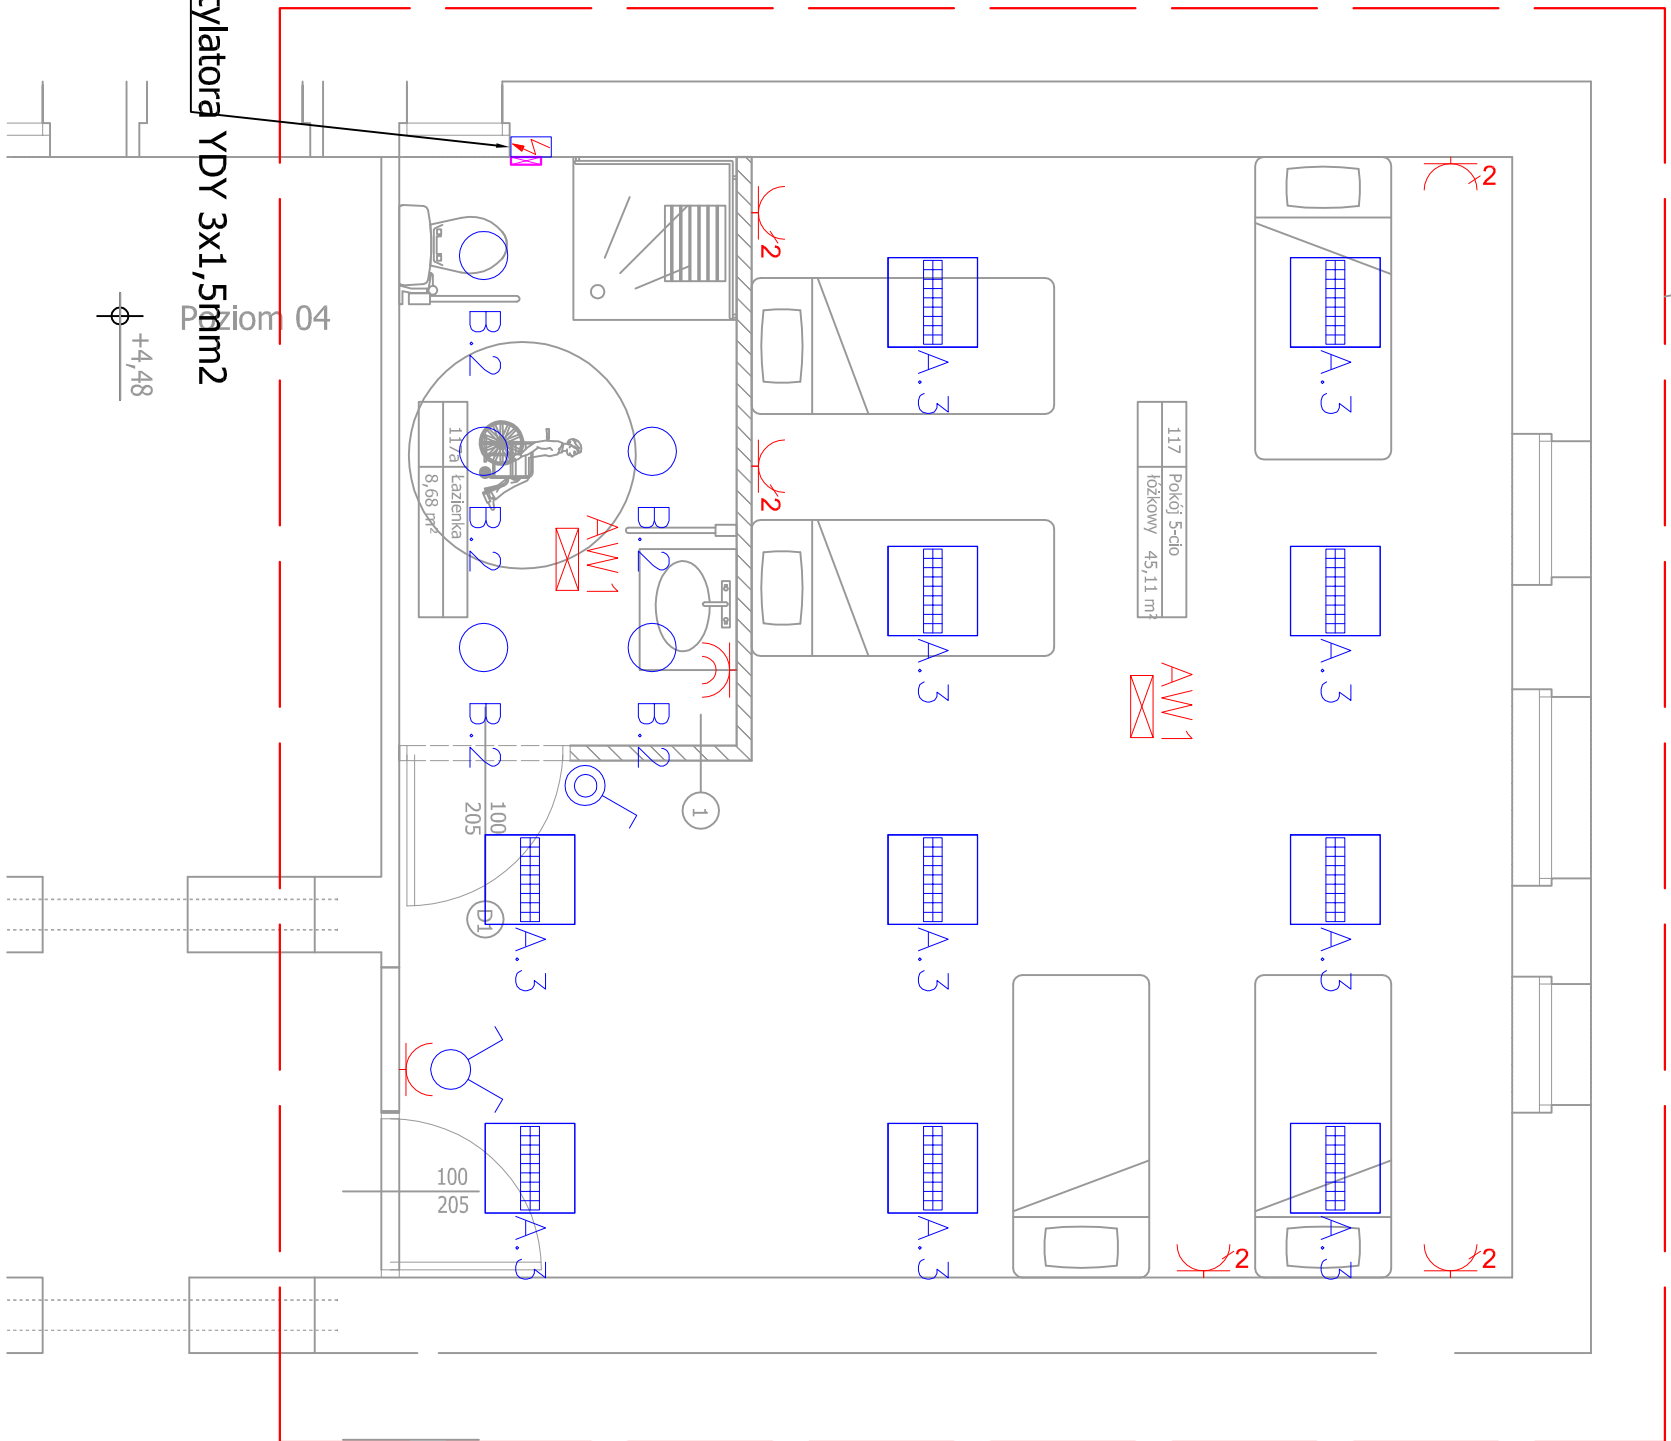 cylatora YDY 3x1,5mm2
Poziom 04
+4,48
B.2
B.2
B.2
B.2
B.2
117a
Łazienka
8,68 m²
AW1
2
2
A.3
A.3
2
A.3
A.3
117
Pokój 5-cio
łóżkowy 45,11 m²
AW1
1
100
205
D1
A.3
A.3
A.3
100
205
A.3
A.3
A.3
2
2